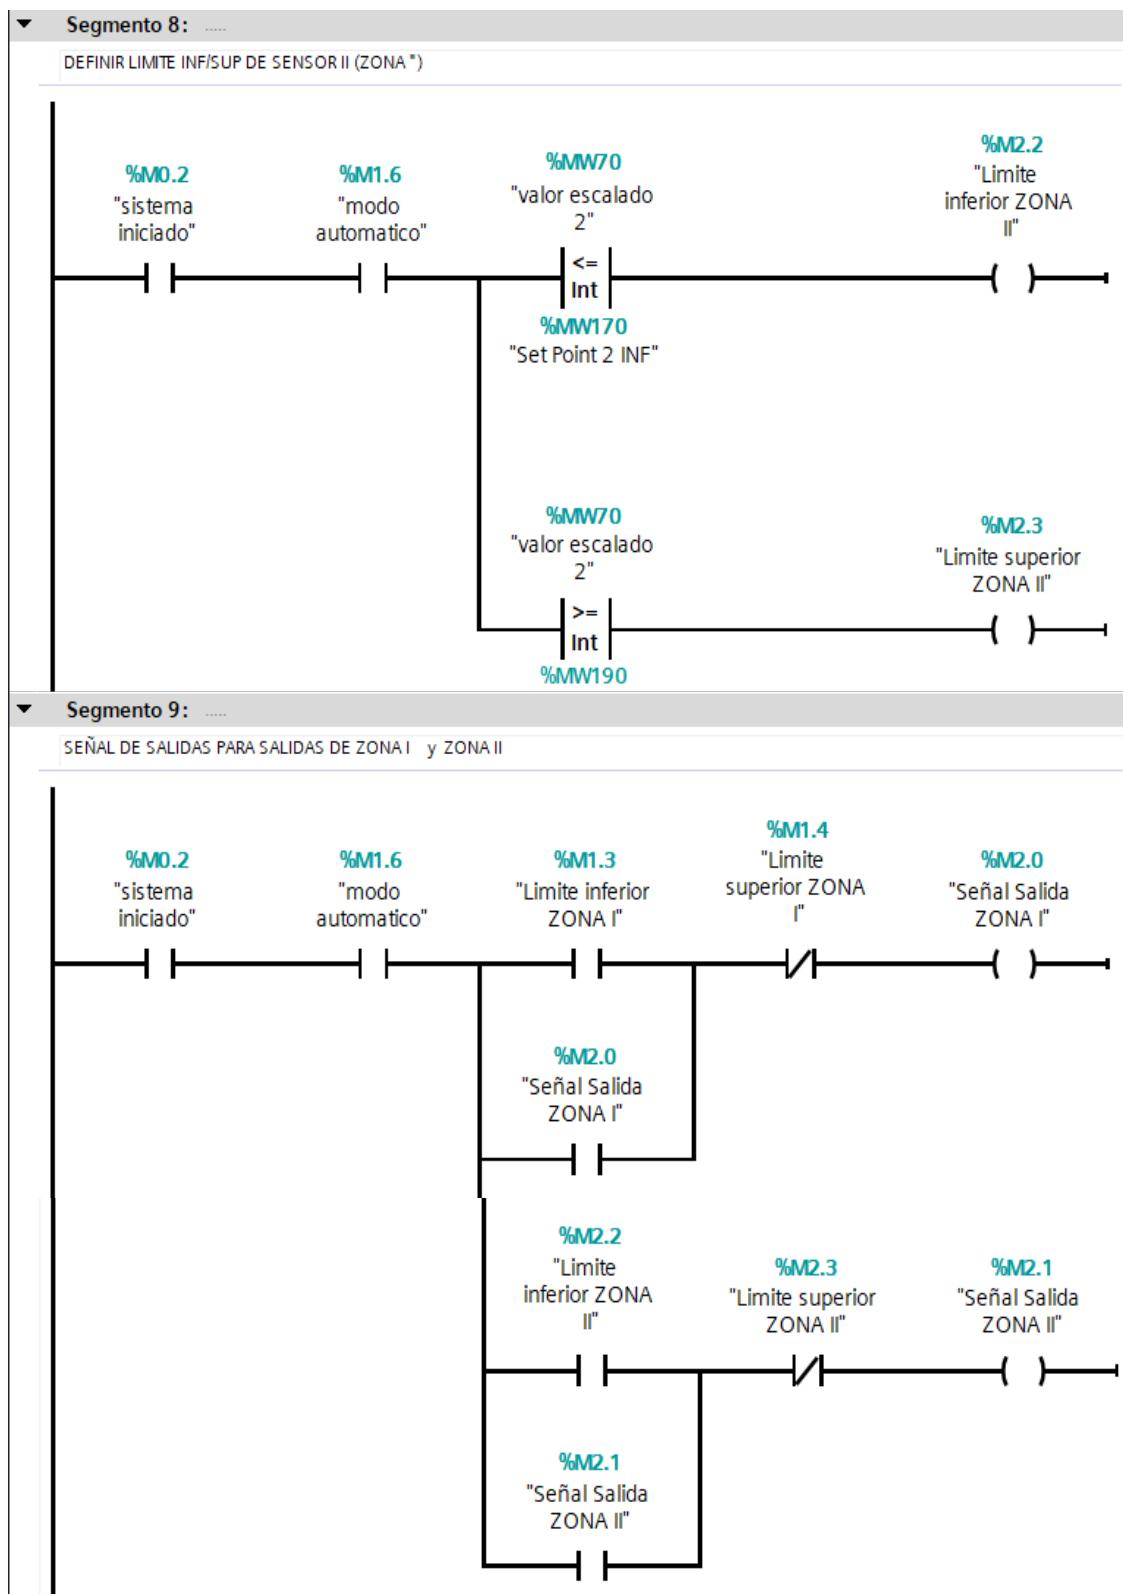 Segmento 8: .....
DEFINIR LIMITE INF/SUP DE SENSOR II (ZONA ")
%M0.2
"sistema
iniciado"
%M1.6
"modo
automatico"
%MW70
"valor escalado
2"
<=
Int
%MW170
"Set Point 2 INF"
%M2.2
"Limite
inferior ZONA
II"
%MW70
"valor escalado
2"
>=
Int
%MW190
%M2.3
"Limite superior
ZONA II"
Segmento 9: .....
SEÑAL DE SALIDAS PARA SALIDAS DE ZONA I y ZONA II
%M0.2
"sistema
iniciado"
%M1.6
"modo
automatico"
%M1.3
"Limite inferior
ZONA I"
%M1.4
"Limite
superior ZONA
I"
%M2.0
"Señal Salida
ZONA I"
%M2.0
"Señal Salida
ZONA I"
%M2.2
"Limite
inferior ZONA
II"
%M2.3
"Limite superior
ZONA II"
%M2.1
"Señal Salida
ZONA II"
%M2.1
"Señal Salida
ZONA II"